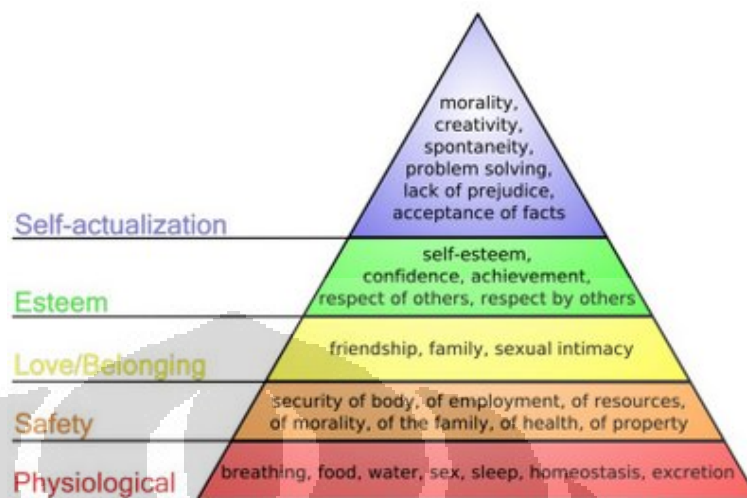 morality,
creativity,
spontaneity,
problem solving,
lack of prejudice,
acceptance of facts
Self-actualization
self-esteem,
confidence, achievement,
respect of others, respect by others
Esteem
friendship, family, sexual intimacy
Love/Belonging
security of body, of employment, of resources,
of morality, of the family, of health, of property
Safety
breathing, food, water, sex, sleep, homeostasis, excretion
Physiological